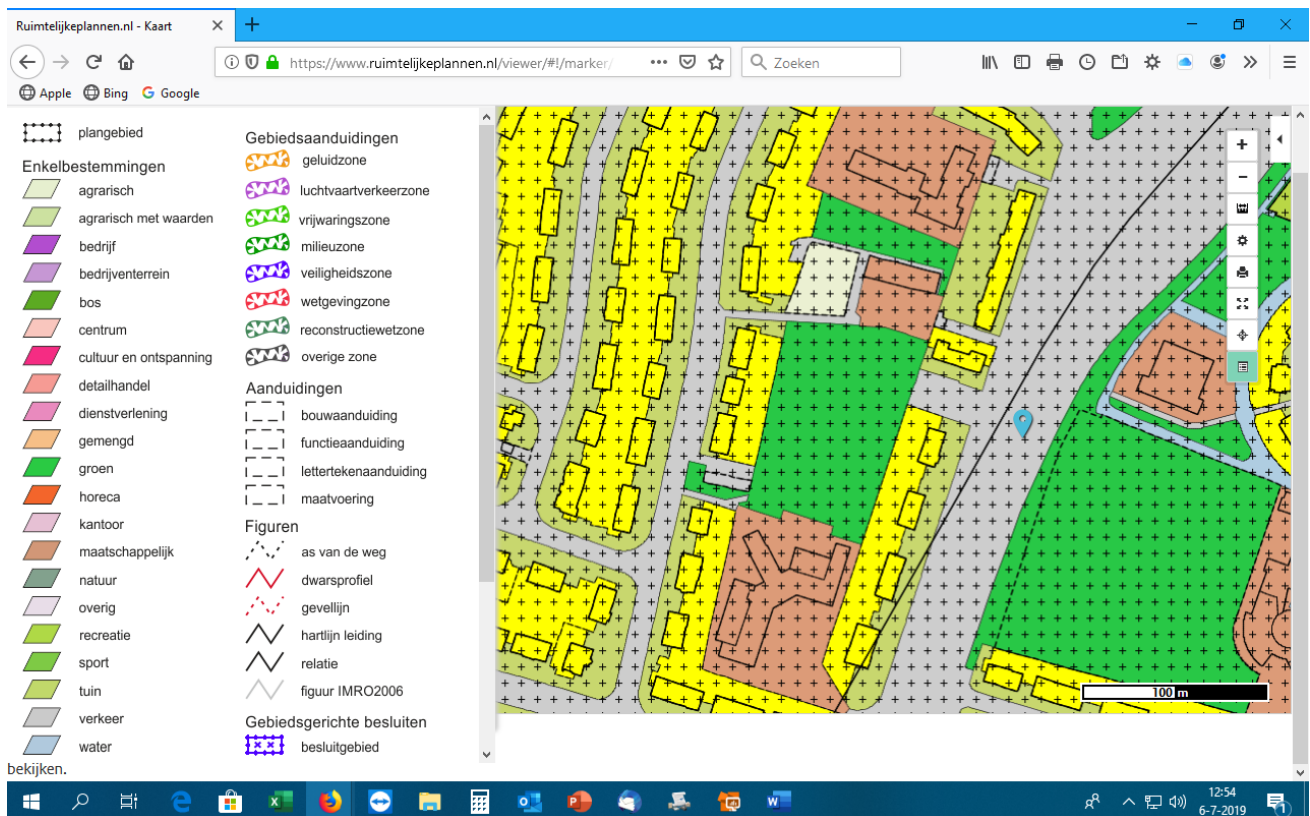 Ruimtelijkeplannen.nl - Kaart
https://www.ruimtelijkeplannen.nl/viewer/#!/marker/
Zoeken
Apple
Bing
Google
plangebied
Enkelbestemmingen
agrarisch
agrarisch met waarden
bedrijf
bedrijventerrein
bos
centrum
cultuur en ontspanning
detailhandel
dienstverlening
gemengd
groen
horeca
kantoor
maatschappelijk
natuur
overig
recreatie
sport
tuin
verkeer
water
Gebiedsaanduidingen
geluidzone
luchtvaartverkeerzone
vrijwaringszone
milieuzone
veiligheidszone
wetgevingzone
reconstructiewetzone
overige zone
Aanduidingen
bouwaanduiding
functieaanduiding
lettertekenaanduiding
maatvoering
Figuren
as van de weg
dwarsprofiel
gevellijn
hartlijn leiding
relatie
figuur IMRO2006
Gebiedsgerichte besluiten
besluitgebied
100 m
bekijken.
12:54
6-7-2019